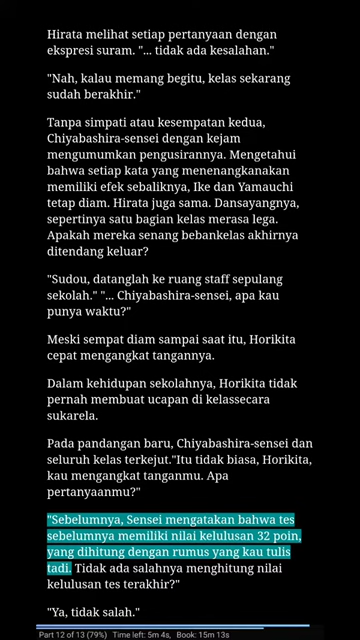 Hirata melihat setiap pertanyaan dengan
ekspresi suram. "... tidak ada kesalahan."
"Nah, kalau memang begitu, kelas sekarang
sudah berakhir."
Tanpa simpati atau kesempatan kedua,
Chiyabashira-sensei dengan kejam
mengumumkan pengusirannya. Mengetahui
bahwa setiap kata yang menenangkanakan
memiliki efek sebaliknya, Ike dan Yamauchi
tetap diam. Hirata juga sama. Dansayangnya,
sepertinya satu bagian kelas merasa lega.
Apakah mereka senang bebankelas akhirnya
ditendang keluar?
"Sudou, datanglah ke ruang staff sepulang
sekolah." "... Chiyabashira-sensei, apa kau
punya waktu?"
Meski sempat diam sampai saat itu, Horikita
cepat mengangkat tangannya.
Dalam kehidupan sekolahnya, Horikita tidak
pernah membuat ucapan di kelassecara
sukarela.
Pada pandangan baru, Chiyabashira-sensei dan
seluruh kelas terkejut."Itu tidak biasa, Horikita,
kau mengangkat tanganmu. Apa
pertanyaanmu?"
"Sebelumnya, Sensei mengatakan bahwa tes
sebelumnya memiliki nilai kelulusan 32 poin,
yang dihitung dengan rumus yang kau tulis
tadi. Tidak ada salahnya menghitung nilai
kelulusan tes terakhir?"
"Ya, tidak salah."
Part 12 of 13 (79%) Time left: 5m 4s, Book: 15m 13s